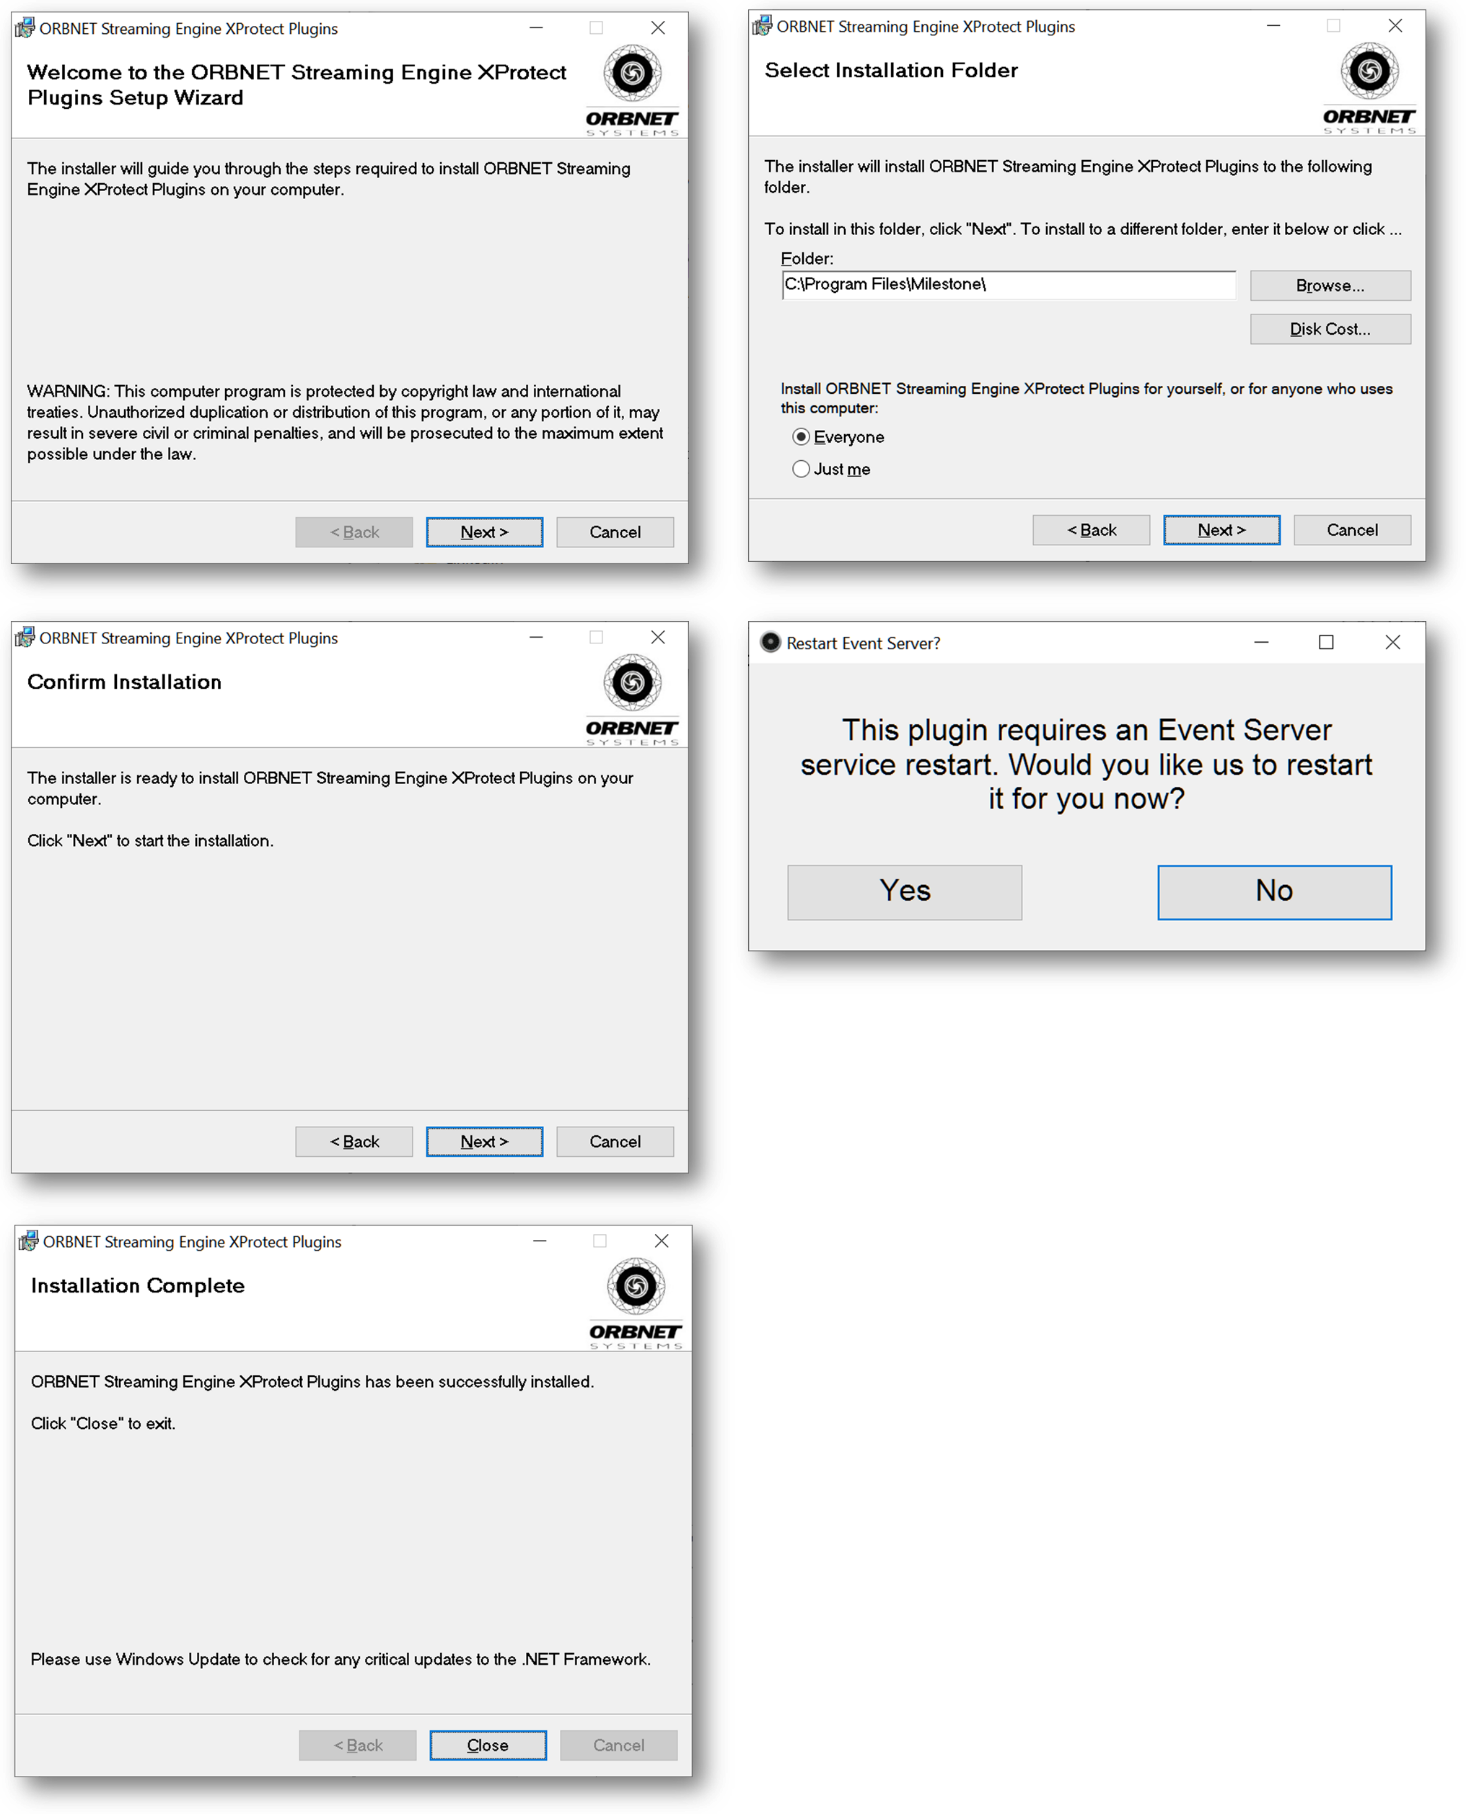 ORBNET Streaming Engine XProtect Plugins
Welcome to the ORBNET Streaming Engine XProtect
Plugins Setup Wizard
ORBNET
SYSTEMS
The installer will guide you through the steps required to install ORBNET Streaming
Engine XProtect Plugins on your computer.
WARNING: This computer program is protected by copyright law and international
treaties. Unauthorized duplication or distribution of this program, or any portion of it, may
result in severe civil or criminal penalties, and will be prosecuted to the maximum extent
possible under the law.
< Back
Next >
Cancel
ORBNET Streaming Engine XProtect Plugins
Select Installation Folder
ORBNET
SYSTEMS
The installer will install ORBNET Streaming Engine XProtect Plugins to the following
folder.
To install in this folder, click "Next". To install to a different folder, enter it below or click ...
Folder:
C:\Program Files\Milestone\
Browse...
Disk Cost...
Install ORBNET Streaming Engine XProtect Plugins for yourself, or for anyone who uses
this computer:
Everyone
Just me
< Back
Next >
Cancel
ORBNET Streaming Engine XProtect Plugins
Confirm Installation
ORBNET
SYSTEMS
The installer is ready to install ORBNET Streaming Engine XProtect Plugins on your
computer.
Click "Next" to start the installation.
< Back
Next >
Cancel
Restart Event Server?
This plugin requires an Event Server
service restart. Would you like us to restart
it for you now?
Yes
No
ORBNET Streaming Engine XProtect Plugins
Installation Complete
ORBNET
SYSTEMS
ORBNET Streaming Engine XProtect Plugins has been successfully installed.
Click "Close" to exit.
Please use Windows Update to check for any critical updates to the .NET Framework.
< Back
Close
Cancel